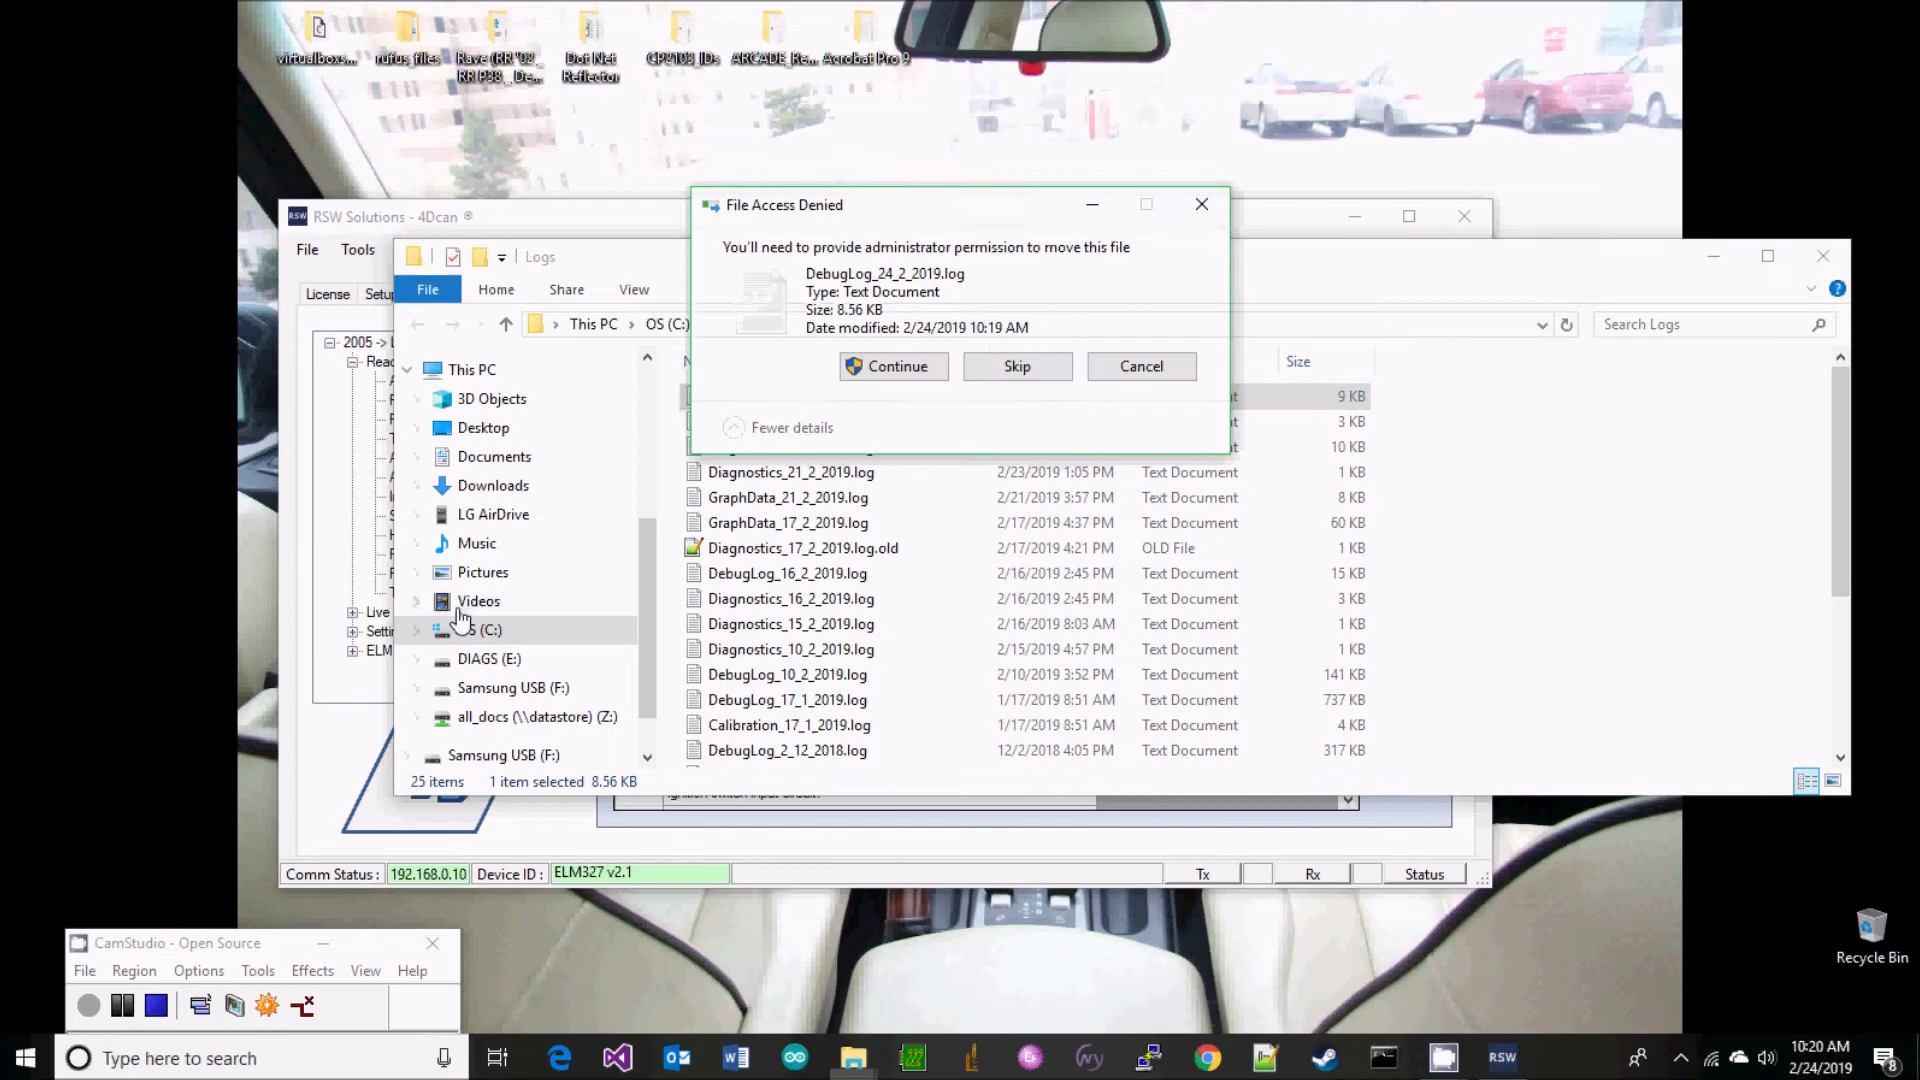 virtualboxs...
rufus_filles
Rave (RR '02_
RR P38)_ De...
Dot Net
Reflector
CP2103_IDs
ARCADE_Re...
Acrobat Pro 9
RSW RSW Solutions - 4Dcan ®
File Tools
License Setup
2005 ->
Live
ELM
Logs
File Home Share View
This PC OS (C:)
Search Logs
File Access Denied
You'll need to provide administrator permission to move this file
DebugLog_24_2_2019.log
Type: Text Document
Size: 8.56 KB
Date modified: 2/24/2019 10:19 AM
Continue Skip Cancel
Fewer details
Size
9 KB
3 KB
10 KB
This PC
3D Objects
Desktop
Documents
Downloads
LG AirDrive
Music
Pictures
Videos
(C:)
DIAGS (E:)
Samsung USB (F:)
all_docs (\\datastore) (Z:)
Samsung USB (F:)
Diagnostics_21_2_2019.log 2/23/2019 1:05 PM Text Document 1 KB
GraphData_21_2_2019.log 2/21/2019 3:57 PM Text Document 8 KB
GraphData_17_2_2019.log 2/17/2019 4:37 PM Text Document 60 KB
Diagnostics_17_2_2019.log.old 2/17/2019 4:21 PM OLD File 1 KB
DebugLog_16_2_2019.log 2/16/2019 2:45 PM Text Document 15 KB
Diagnostics_16_2_2019.log 2/16/2019 2:45 PM Text Document 3 KB
Diagnostics_15_2_2019.log 2/16/2019 8:03 AM Text Document 1 KB
Diagnostics_10_2_2019.log 2/15/2019 4:57 PM Text Document 1 KB
DebugLog_10_2_2019.log 2/10/2019 3:52 PM Text Document 141 KB
DebugLog_17_1_2019.log 1/17/2019 8:51 AM Text Document 737 KB
Calibration_17_1_2019.log 1/17/2019 8:51 AM Text Document 4 KB
DebugLog_2_12_2018.log 12/2/2018 4:05 PM Text Document 317 KB
25 items 1 item selected 8.56 KB
Comm Status : 192.168.0.10 Device ID : ELM327 v2.1 Tx Rx Status
CamStudio - Open Source
File Region Options Tools Effects View Help
Recycle Bin
Type here to search
RSW
10:20 AM
2/24/2019
8